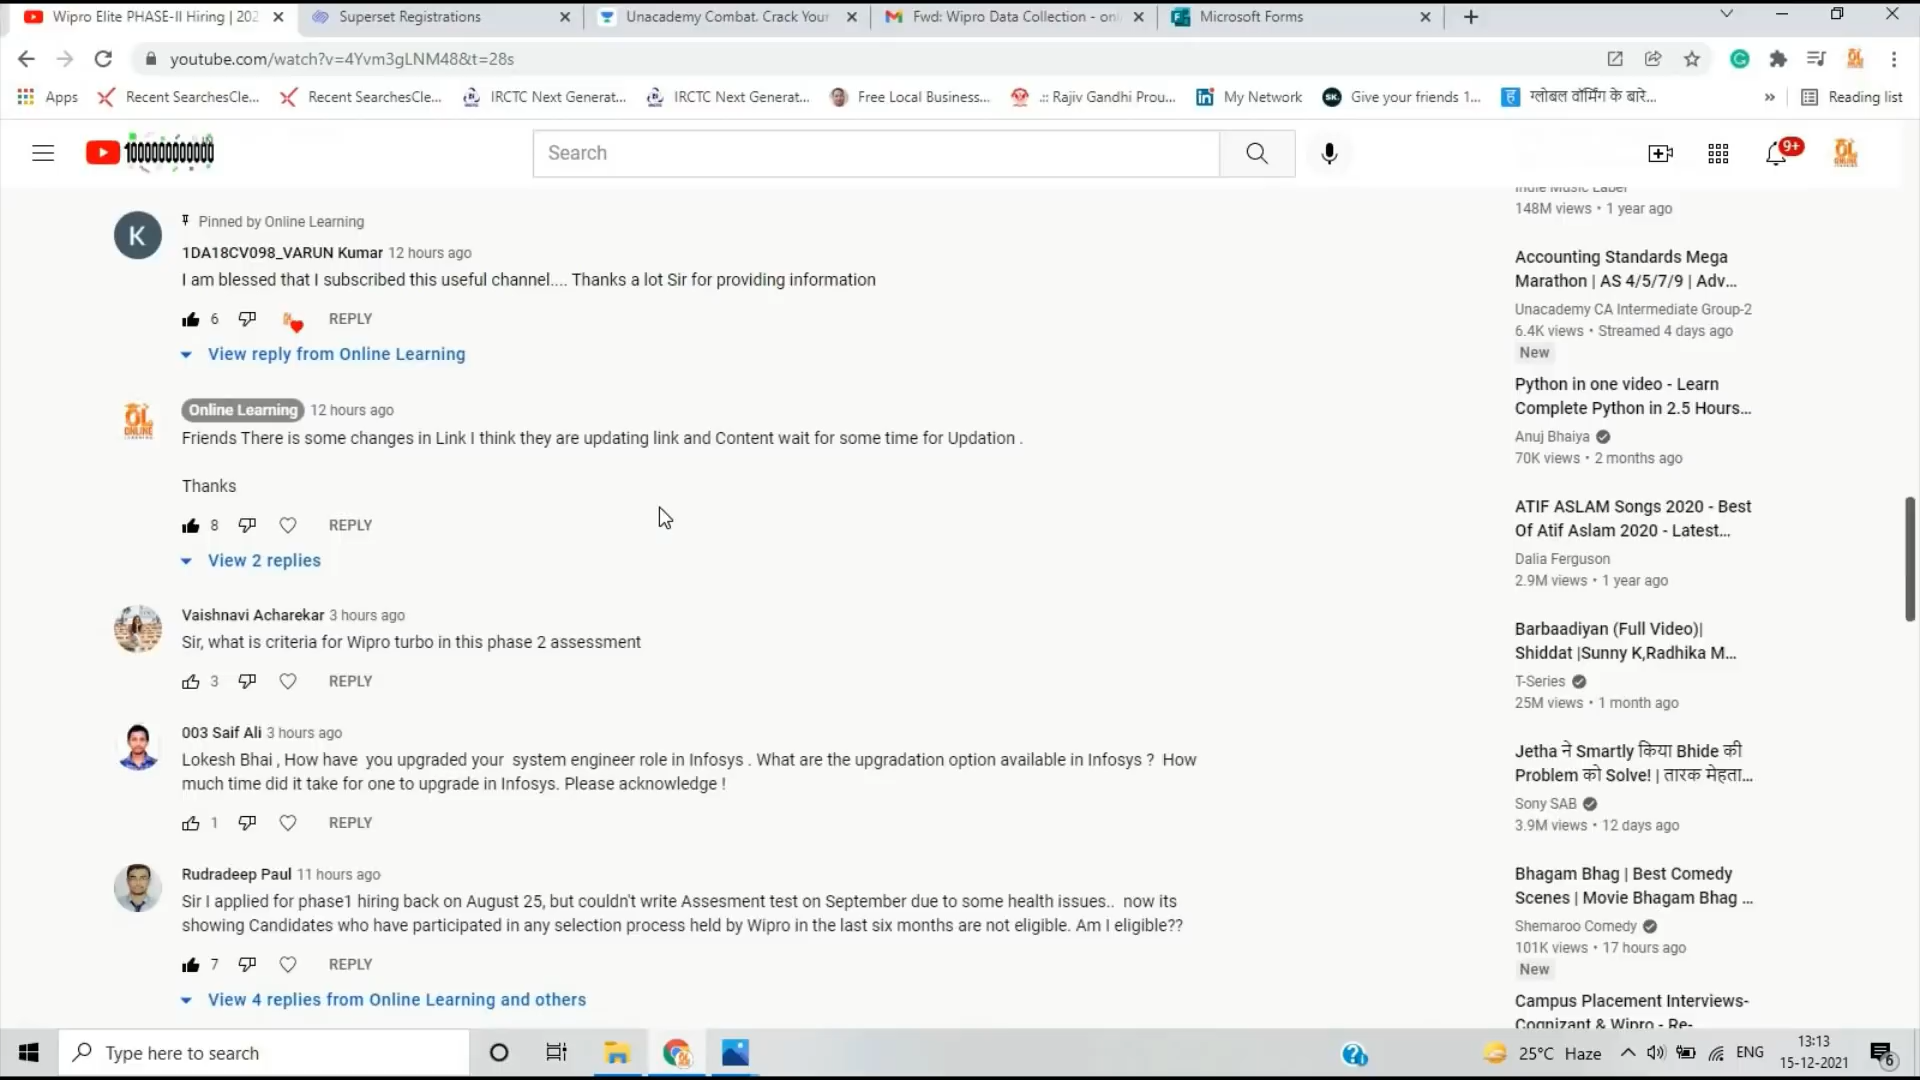 Wipro Elite PHASE-II Hiring | 202
Superset Registrations
Unacademy Combat. Crack Your
Fwd: Wipro Data Collection - onl
Microsoft Forms
youtube.com/watch?v=4Yvm3gLNM48&t=28s
Apps
Recent SearchesCle...
Recent SearchesCle...
IRCTC Next Generat...
IRCTC Next Generat...
Free Local Business...
.:: Rajiv Gandhi Prou...
My Network
Give your friends 1...
ग्लोबल वॉर्मिंग के बारे...
»
Reading list
Search
9+
Pinned by Online Learning
K
1DA18CV098_VARUN Kumar 12 hours ago
I am blessed that I subscribed this useful channel.... Thanks a lot Sir for providing information
6 REPLY
View reply from Online Learning
OL ONLINE
Online Learning 12 hours ago
Friends There is some changes in Link I think they are updating link and Content wait for some time for Updation .
Thanks
8 REPLY
View 2 replies
Vaishnavi Acharekar 3 hours ago
Sir, what is criteria for Wipro turbo in this phase 2 assessment
3 REPLY
003 Saif Ali 3 hours ago
Lokesh Bhai , How have you upgraded your system engineer role in Infosys . What are the upgradation option available in Infosys ? How
much time did it take for one to upgrade in Infosys. Please acknowledge !
1 REPLY
Rudradeep Paul 11 hours ago
Sir I applied for phase1 hiring back on August 25, but couldn't write Assesment test on September due to some health issues.. now its
showing Candidates who have participated in any selection process held by Wipro in the last six months are not eligible. Am I eligible??
7 REPLY
View 4 replies from Online Learning and others
Indie Music Label
148M views • 1 year ago
Accounting Standards Mega
Marathon | AS 4/5/7/9 | Adv...
Unacademy CA Intermediate Group-2
6.4K views • Streamed 4 days ago
New
Python in one video - Learn
Complete Python in 2.5 Hours...
Anuj Bhaiya
70K views • 2 months ago
ATIF ASLAM Songs 2020 - Best
Of Atif Aslam 2020 - Latest...
Dalia Ferguson
2.9M views • 1 year ago
Barbaadiyan (Full Video)|
Shiddat |Sunny K,Radhika M...
T-Series
25M views • 1 month ago
Jetha ने Smartly किया Bhide की
Problem को Solve! | तारक मेहता...
Sony SAB
3.9M views • 12 days ago
Bhagam Bhag | Best Comedy
Scenes | Movie Bhagam Bhag ...
Shemaroo Comedy
101K views • 17 hours ago
New
Campus Placement Interviews-
Cognizant & Wipro - Re-
Type here to search
25°C Haze
ENG
13:13
15-12-2021
6